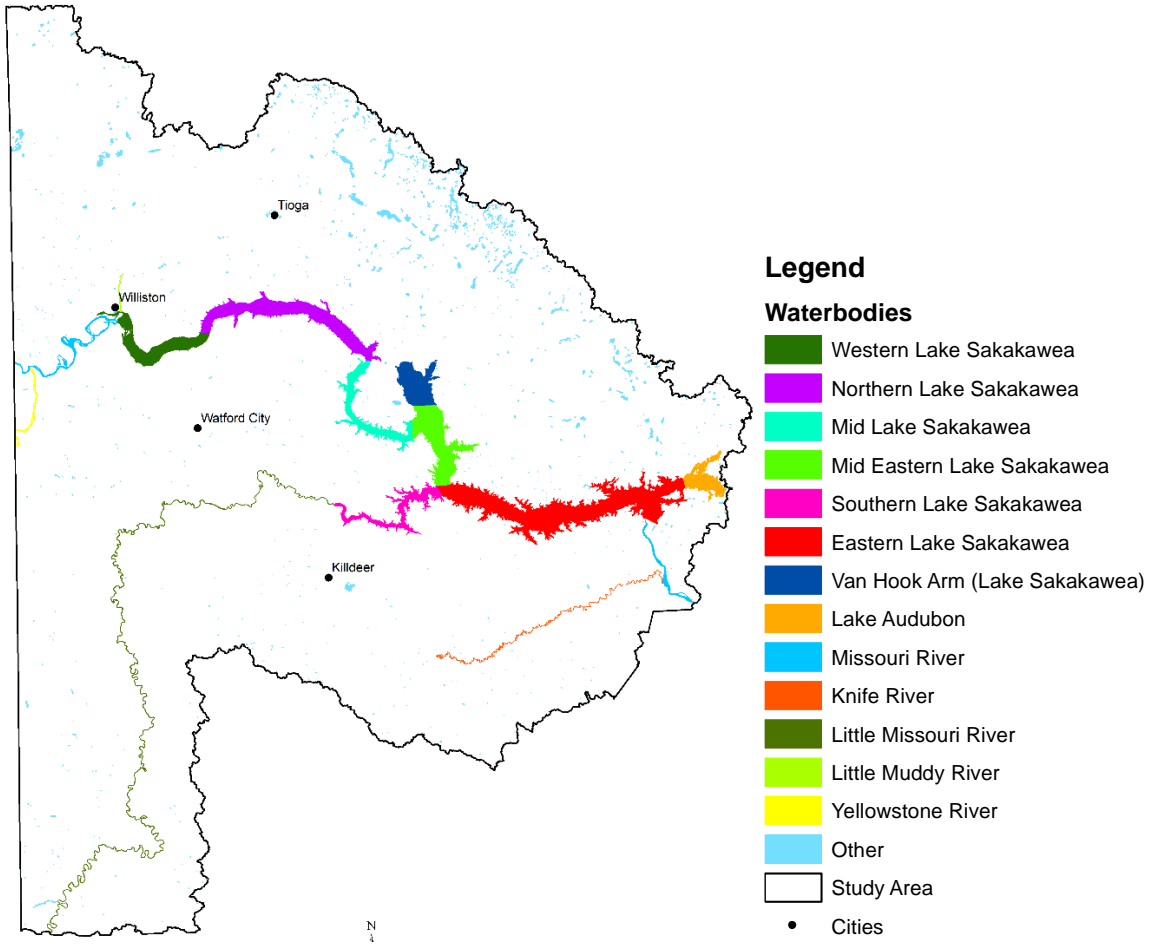 Tioga
Williston
Watford City
Killdeer
N
Legend
Waterbodies
Western Lake Sakakawea
Northern Lake Sakakawea
Mid Lake Sakakawea
Mid Eastern Lake Sakakawea
Southern Lake Sakakawea
Eastern Lake Sakakawea
Van Hook Arm (Lake Sakakawea)
Lake Audubon
Missouri River
Knife River
Little Missouri River
Little Muddy River
Yellowstone River
Other
Study Area
Cities